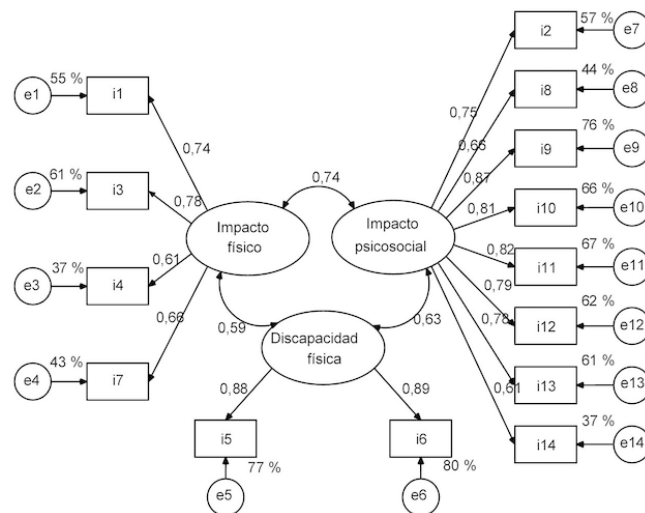 57 %
i2
e7
55 %
e1
i1
44 %
i8
e8
0,75
76 %
0,74
0,66
i9
e9
61 %
0,87
0,74
e2
i3
0,78
66 %
0,81
i10
e10
Impacto
físico
Impacto
psicosocial
0,82
67 %
37 %
0,61
i11
e11
e3
i4
0,79
62 %
0,66
0,78
i12
e12
0,59
0,63
43 %
Discapacidad
física
61 %
e4
i7
i13
e13
0,88
0,89
0,61
37 %
i5
i6
i14
e14
77 %
80 %
e5
e6